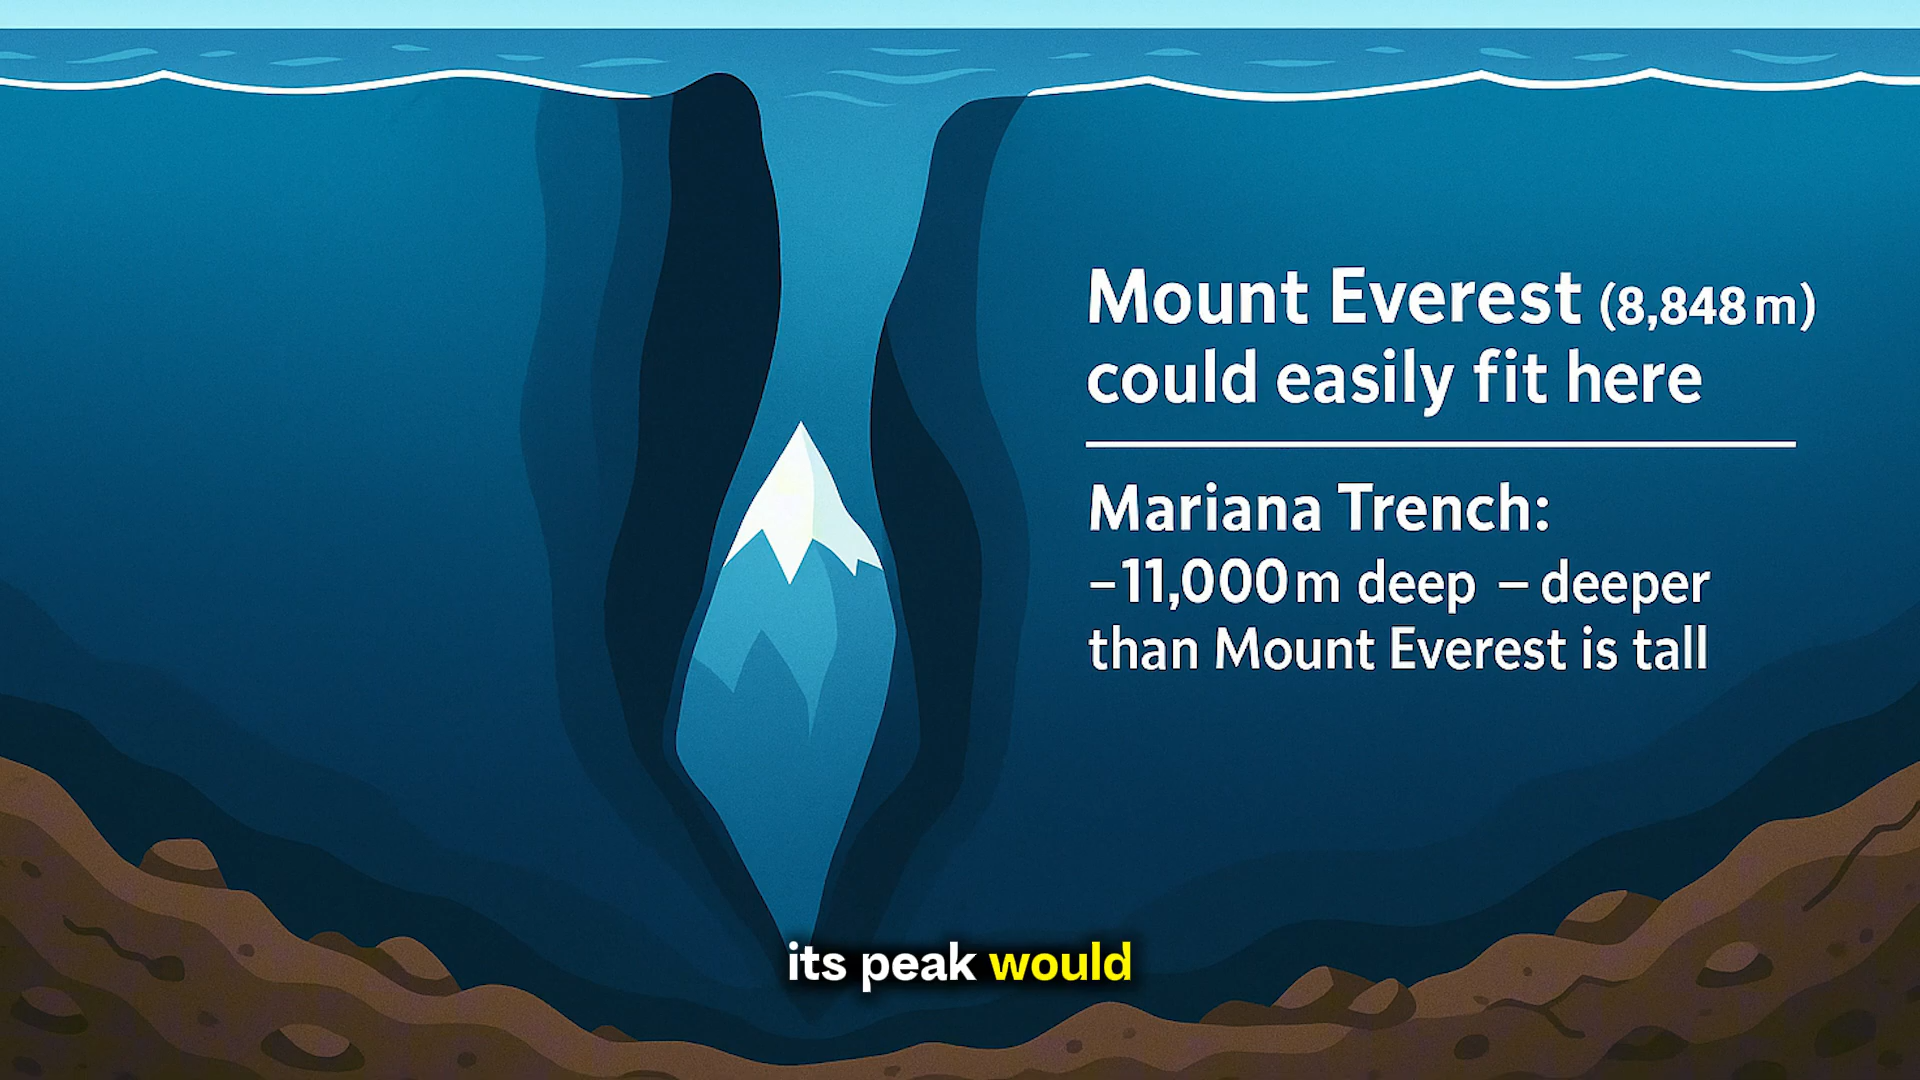 Mount Everest (8,848 m)
could easily fit here
Mariana Trench:
–11,000 m deep – deeper
than Mount Everest is tall
its peak would